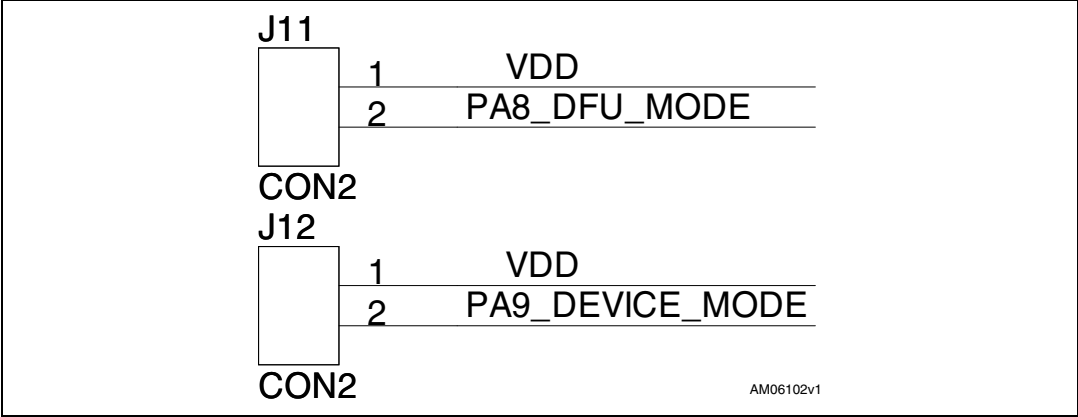 J11
1 VDD
2 PA8_DFU_MODE
CON2
J12
1 VDD
2 PA9_DEVICE_MODE
CON2
AM06102v1